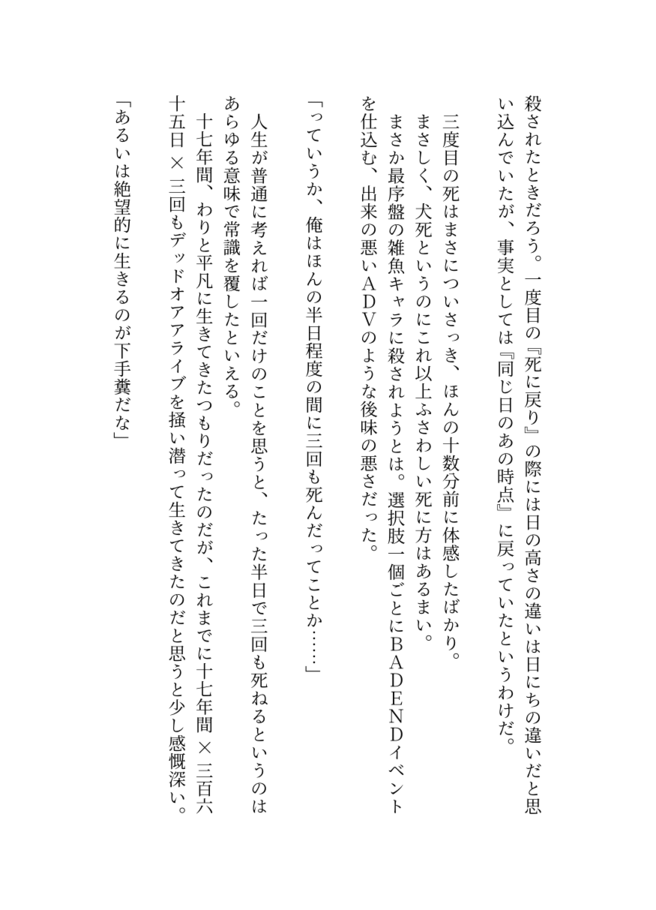 殺されたときだろう。一度目の『死に戻り』の際には日の高さの違いは日にちの違いだと思
い込んでいたが、事実としては『同じ日のあの時点』に戻っていたというわけだ。
三度目の死はまさについさっき、ほんの十数分前に体感したばかり。
まさしく、犬死というのにこれ以上ふさわしい死に方はあるまい。
まさか最序盤の雑魚キャラに殺されようとは。選択肢一個ごとにＢＡＤＥＮＤイベント
を仕込む、出来の悪いＡＤＶのような後味の悪さだった。
「っていうか、俺はほんの半日程度の間に三回も死んだってことか……」
人生が普通に考えれば一回だけのことを思うと、たった半日で三回も死ねるというのは
あらゆる意味で常識を覆したといえる。
十七年間、わりと平凡に生きてきたつもりだったのだが、これまでに十七年間×三百六
十五日×三回もデッドオアアライブを掻い潜って生きてきたのだと思うと少し感慨深い。
「あるいは絶望的に生きるのが下手糞だな」